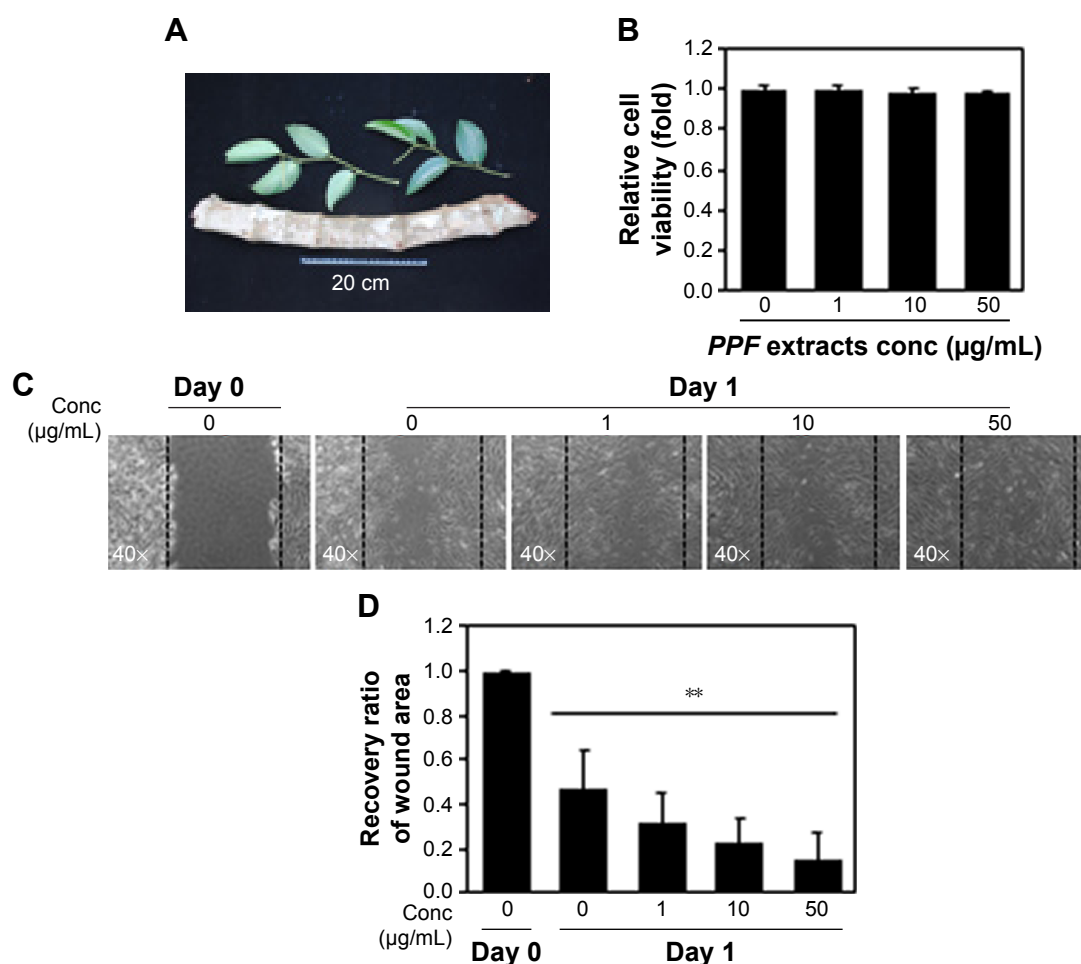 A
20 cm
B
Relative cell
viability (fold)
1.2
1.0
0.8
0.6
0.4
0.2
0.0
0 1 10 50
PPF extracts conc (µg/mL)
C
Day 0 Day 1
Conc
(µg/mL)
0 0 1 10 50
40× 40× 40× 40× 40×
D
Recovery ratio
of wound area
1.2
1.0
0.8
0.6
0.4
0.2
0.0
**
Conc
(µg/mL)
0 0 1 10 50
Day 0 Day 1